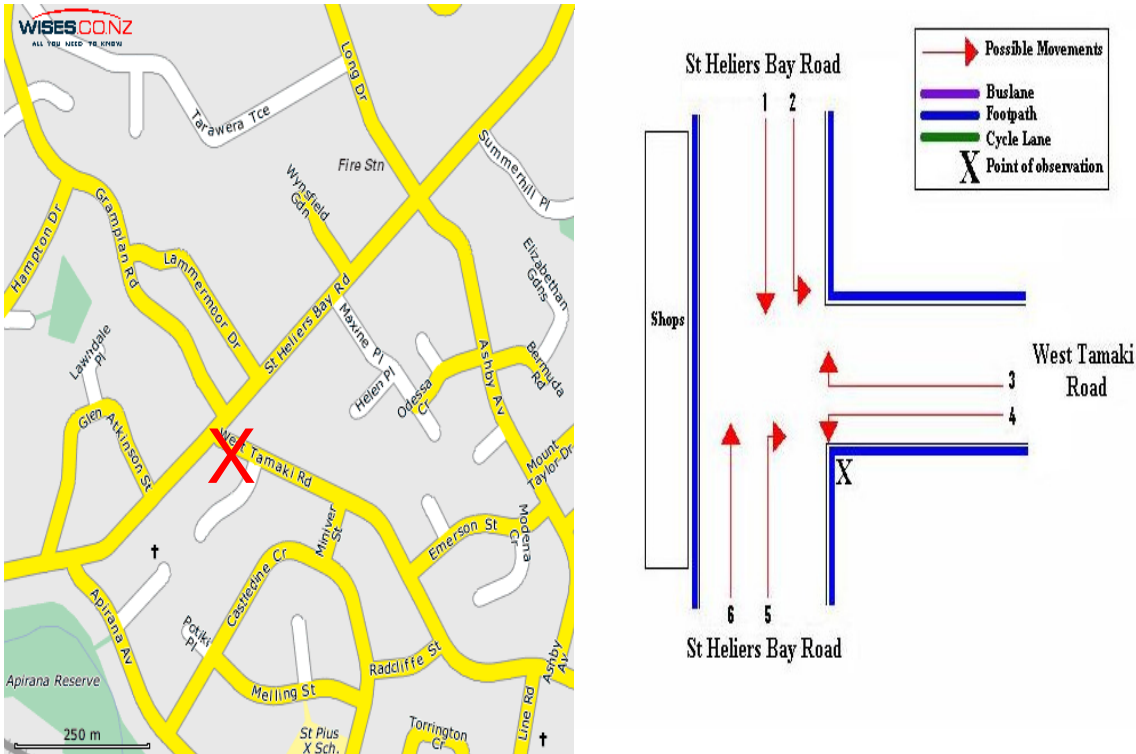 WISES.CO.NZ
ALL YOU NEED TO KNOW
Long Dr
Tarawera Tce
Fire Stn
Summerhill Pl
Wynsfield
Gdn
Hampton Dr
Grampian Rd
Lammermoor Dr
Elizabethan
Gdns
St Heliers Bay Rd
Maxine Pl
Lawndale
Pl
Helen Pl
Odessa
Cr
Ashby Av
Bermuda
Rd
Glen Atkinson St
X
West Tamaki Rd
Mount
Taylor Dr
Miniver
St
Emerson St
Modena
Cr
Castledine Cr
Apirana Av
Potiki
Pl
Radcliffe St
Ashby
Av
Apirana Reserve
Melling St
Line Rd
250 m
St Pius
X Sch.
Torrington
Cr
St Heliers Bay Road
1 2
Possible Movements
Buslane
Footpath
Cycle Lane
X Point of observation
Shops
West Tamaki
Road
3
4
X
6 5
St Heliers Bay Road